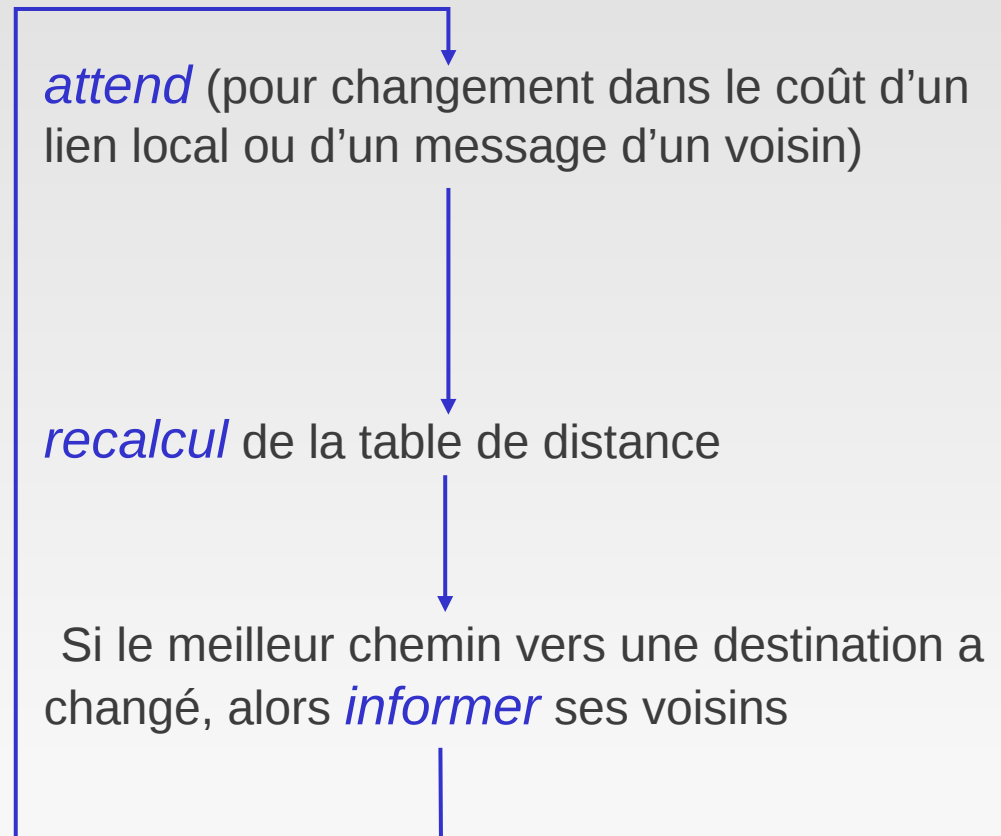 attend (pour changement dans le coût d’un
lien local ou d’un message d’un voisin)
recalcul de la table de distance
Si le meilleur chemin vers une destination a
changé, alors informer ses voisins